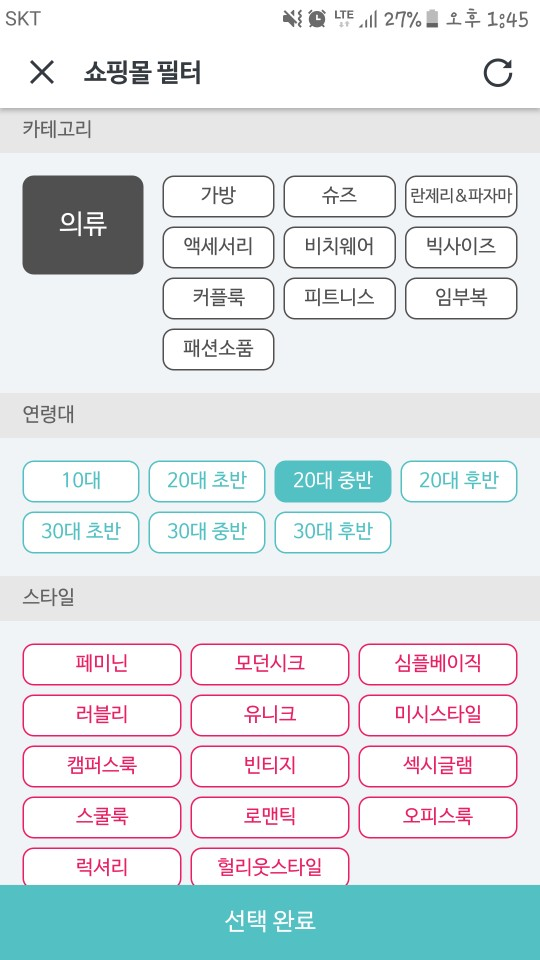 SKT LTE 27% 오후 1:45
쇼핑몰 필터
카테고리
의류
가방 슈즈 란제리&파자마
액세서리 비치웨어 빅사이즈
커플룩 피트니스 임부복
패션소품
연령대
10대 20대 초반 20대 중반 20대 후반
30대 초반 30대 중반 30대 후반
스타일
페미닌 모던시크 심플베이직
러블리 유니크 미시스타일
캠퍼스룩 빈티지 섹시글램
스쿨룩 로맨틱 오피스룩
럭셔리 헐리웃스타일
선택 완료